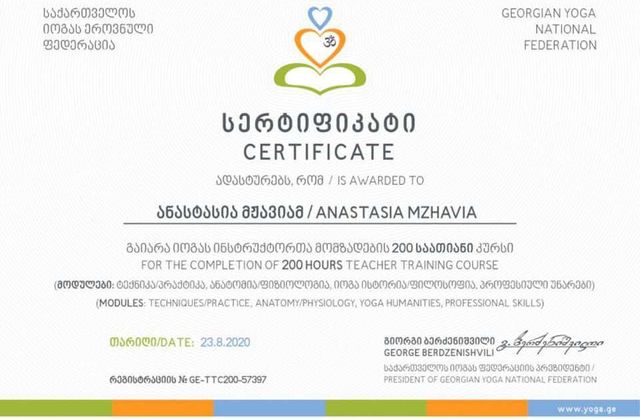 საქართველოს
იოგას ეროვნული
ფედერაცია
GEORGIAN YOGA
NATIONAL
FEDERATION
ॐ
სერტიფიკატი
CERTIFICATE
ადასტურებს, რომ / IS AWARDED TO
ანასტასია მჟავიამ / ANASTASIA MZHAVIA
გაიარა იოგას ინსტრუქტორთა მომზადების 200 საათიანი კურსი
FOR THE COMPLETION OF 200 HOURS TEACHER TRAINING COURSE
(მოდულები: ტექნიკა/პრაქტიკა, ანატომია/ფიზიოლოგია, იოგა ისტორია/ფილოსოფია, პროფესიული უნარები)
(MODULES: TECHNIQUES/PRACTICE, ANATOMY/PHYSIOLOGY, YOGA HUMANITIES, PROFESSIONAL SKILLS)
თარიღი/DATE: 23.8.2020
გიორგი ბერძენიშვილი გ. ბერძენიშვილი
GEORGE BERDZENISHVILI
საქართველოს იოგას ფედერაციის პრეზიდენტი /
PRESIDENT OF GEORGIAN YOGA NATIONAL FEDERATION
რეგისტრაციის № GE-TTC200-57397
www.yoga.ge